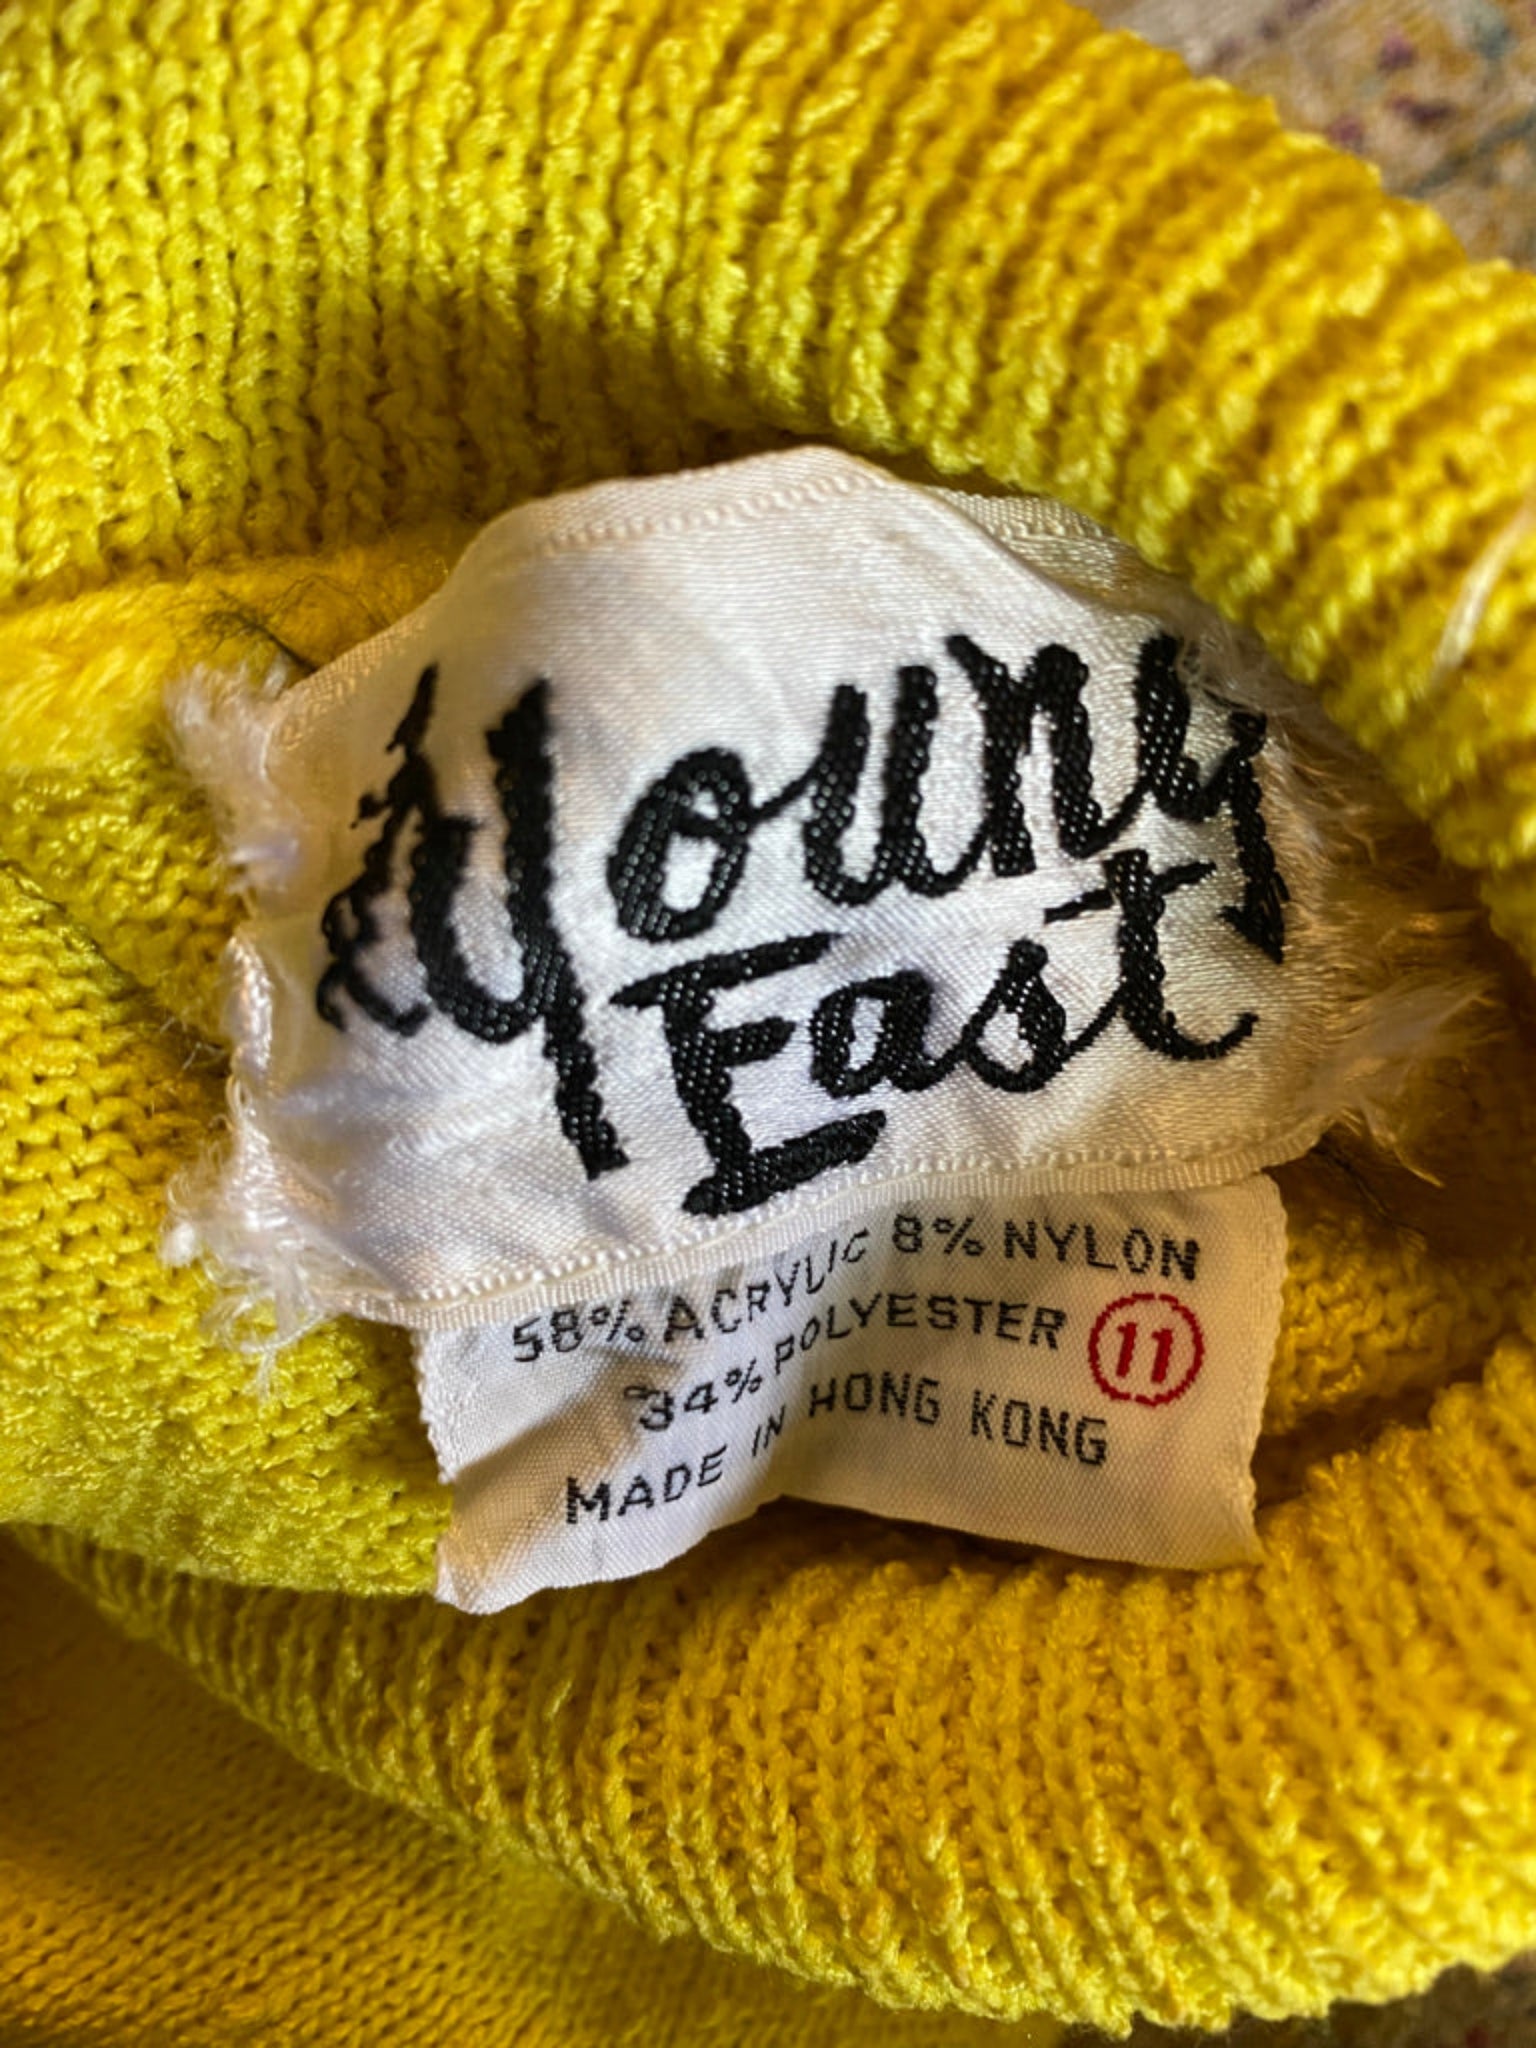 Young
East
58% ACRYLIC 8% NYLON
34% POLYESTER 11
MADE IN HONG KONG